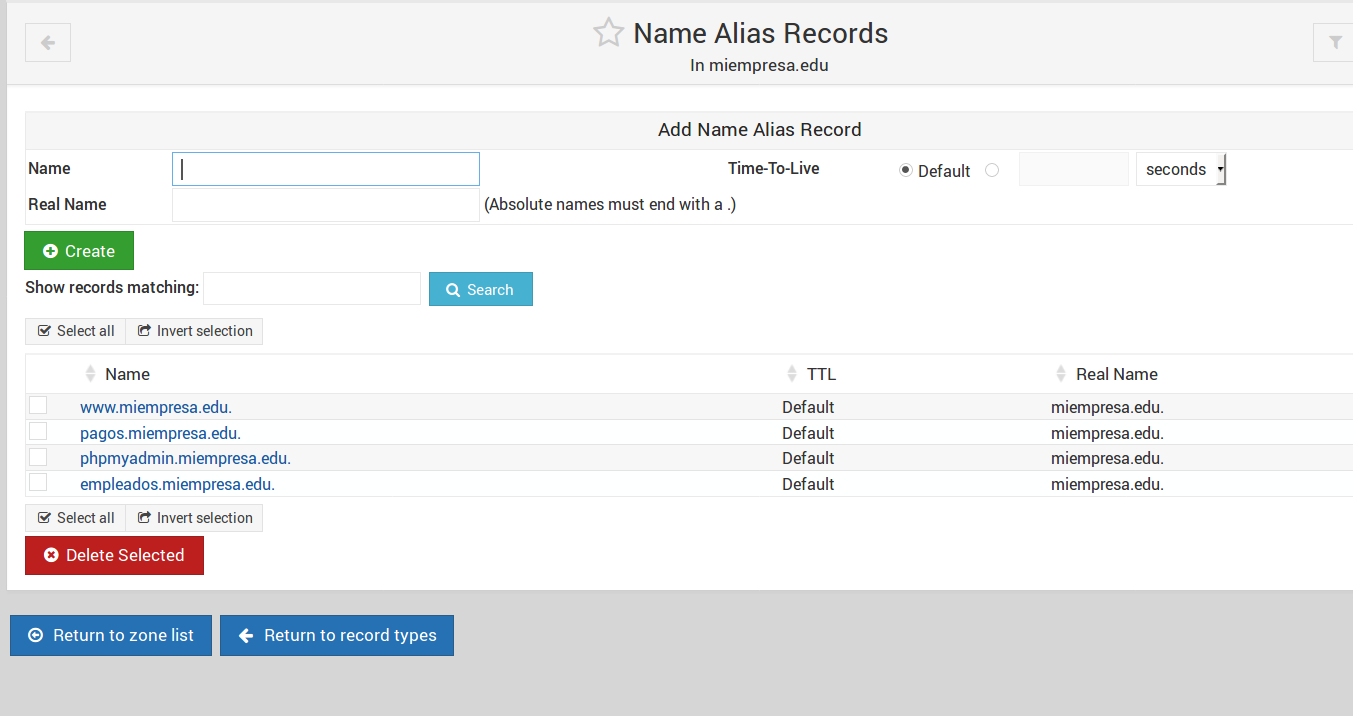 Name Alias Records
In miempresa.edu
Add Name Alias Record
Name Time-To-Live Default seconds
Real Name (Absolute names must end with a .)
Create
Show records matching: Search
Select all Invert selection
Name TTL Real Name
www.miempresa.edu. Default miempresa.edu.
pagos.miempresa.edu. Default miempresa.edu.
phpmyadmin.miempresa.edu. Default miempresa.edu.
empleados.miempresa.edu. Default miempresa.edu.
Select all Invert selection
Delete Selected
Return to zone list Return to record types